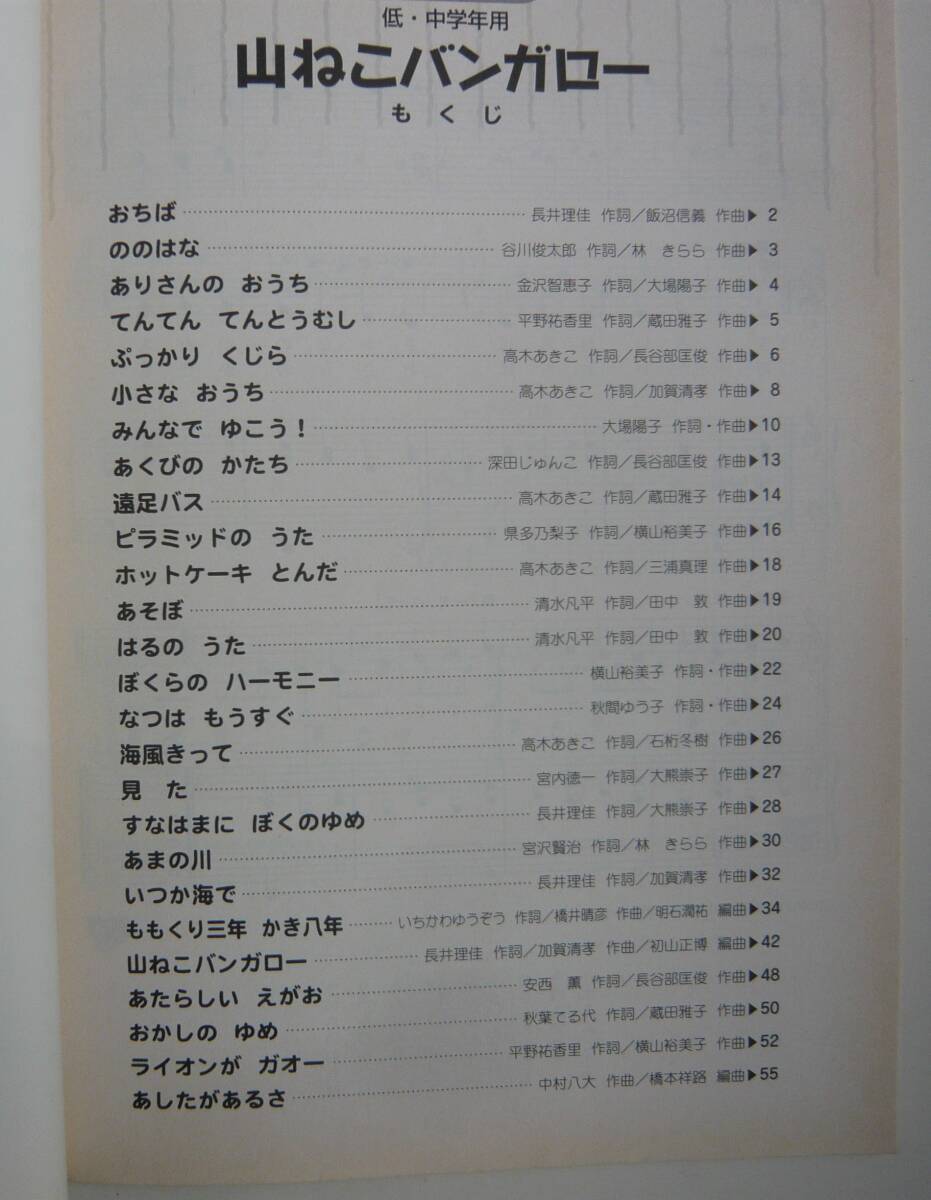 低・中学年用
山ねこバンガロー
もくじ
おちば 長井理佳 作詞／飯沼信義 作曲▶ 2
ののはな 谷川俊太郎 作詞／林 きらら 作曲▶ 3
ありさんの おうち 金沢智恵子 作詞／大場陽子 作曲▶ 4
てんてん てんとうむし 平野祐香里 作詞／蔵田雅子 作曲▶ 5
ぷっかり くじら 高木あきこ 作詞／長谷部匡俊 作曲▶ 6
小さな おうち 高木あきこ 作詞／加賀清孝 作曲▶ 8
みんなで ゆこう！ 大場陽子 作詞・作曲▶10
あくびの かたち 深田じゅんこ 作詞／長谷部匡俊 作曲▶13
遠足バス 高木あきこ 作詞／蔵田雅子 作曲▶14
ピラミッドの うた 県多乃梨子 作詞／横山裕美子 作曲▶16
ホットケーキ とんだ 高木あきこ 作詞／三浦真理 作曲▶18
あそぼ 清水凡平 作詞／田中 敦 作曲▶19
はるの うた 清水凡平 作詞／田中 敦 作曲▶20
ぼくらの ハーモニー 横山裕美子 作詞・作曲▶22
なつは もうすぐ 秋間ゆう子 作詞・作曲▶24
海風きって 高木あきこ 作詞／石桁冬樹 作曲▶26
見 た 宮内徳一 作詞／大熊崇子 作曲▶27
すなはまに ぼくのゆめ 長井理佳 作詞／大熊崇子 作曲▶28
あまの川 宮沢賢治 作詞／林 きらら 作曲▶30
いつか海で 長井理佳 作詞／加賀清孝 作曲▶32
ももくり三年 かき八年 いちかわゆうぞう 作詞／橋井晴彦 作曲／明石潤祐 編曲▶34
山ねこバンガロー 長井理佳 作詞／加賀清孝 作曲／初山正博 編曲▶42
あたらしい えがお 安西 薫 作詞／長谷部匡俊 作曲▶48
おかしの ゆめ 秋葉てる代 作詞／蔵田雅子 作曲▶50
ライオンが ガオー 平野祐香里 作詞／横山裕美子 作曲▶52
あしたがあるさ 中村八大 作曲／橋本祥路 編曲▶55